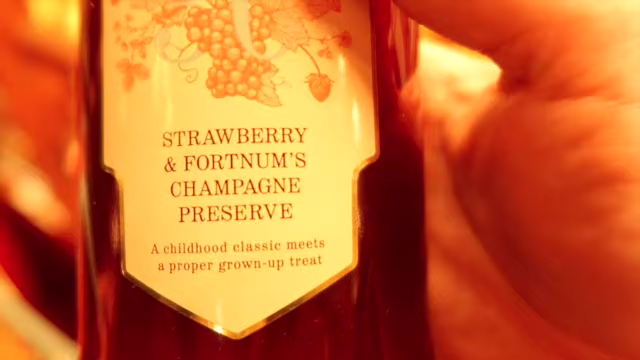 STRAWBERRY
& FORTNUM'S
CHAMPAGNE
PRESERVE
A childhood classic meets
a proper grown-up treat